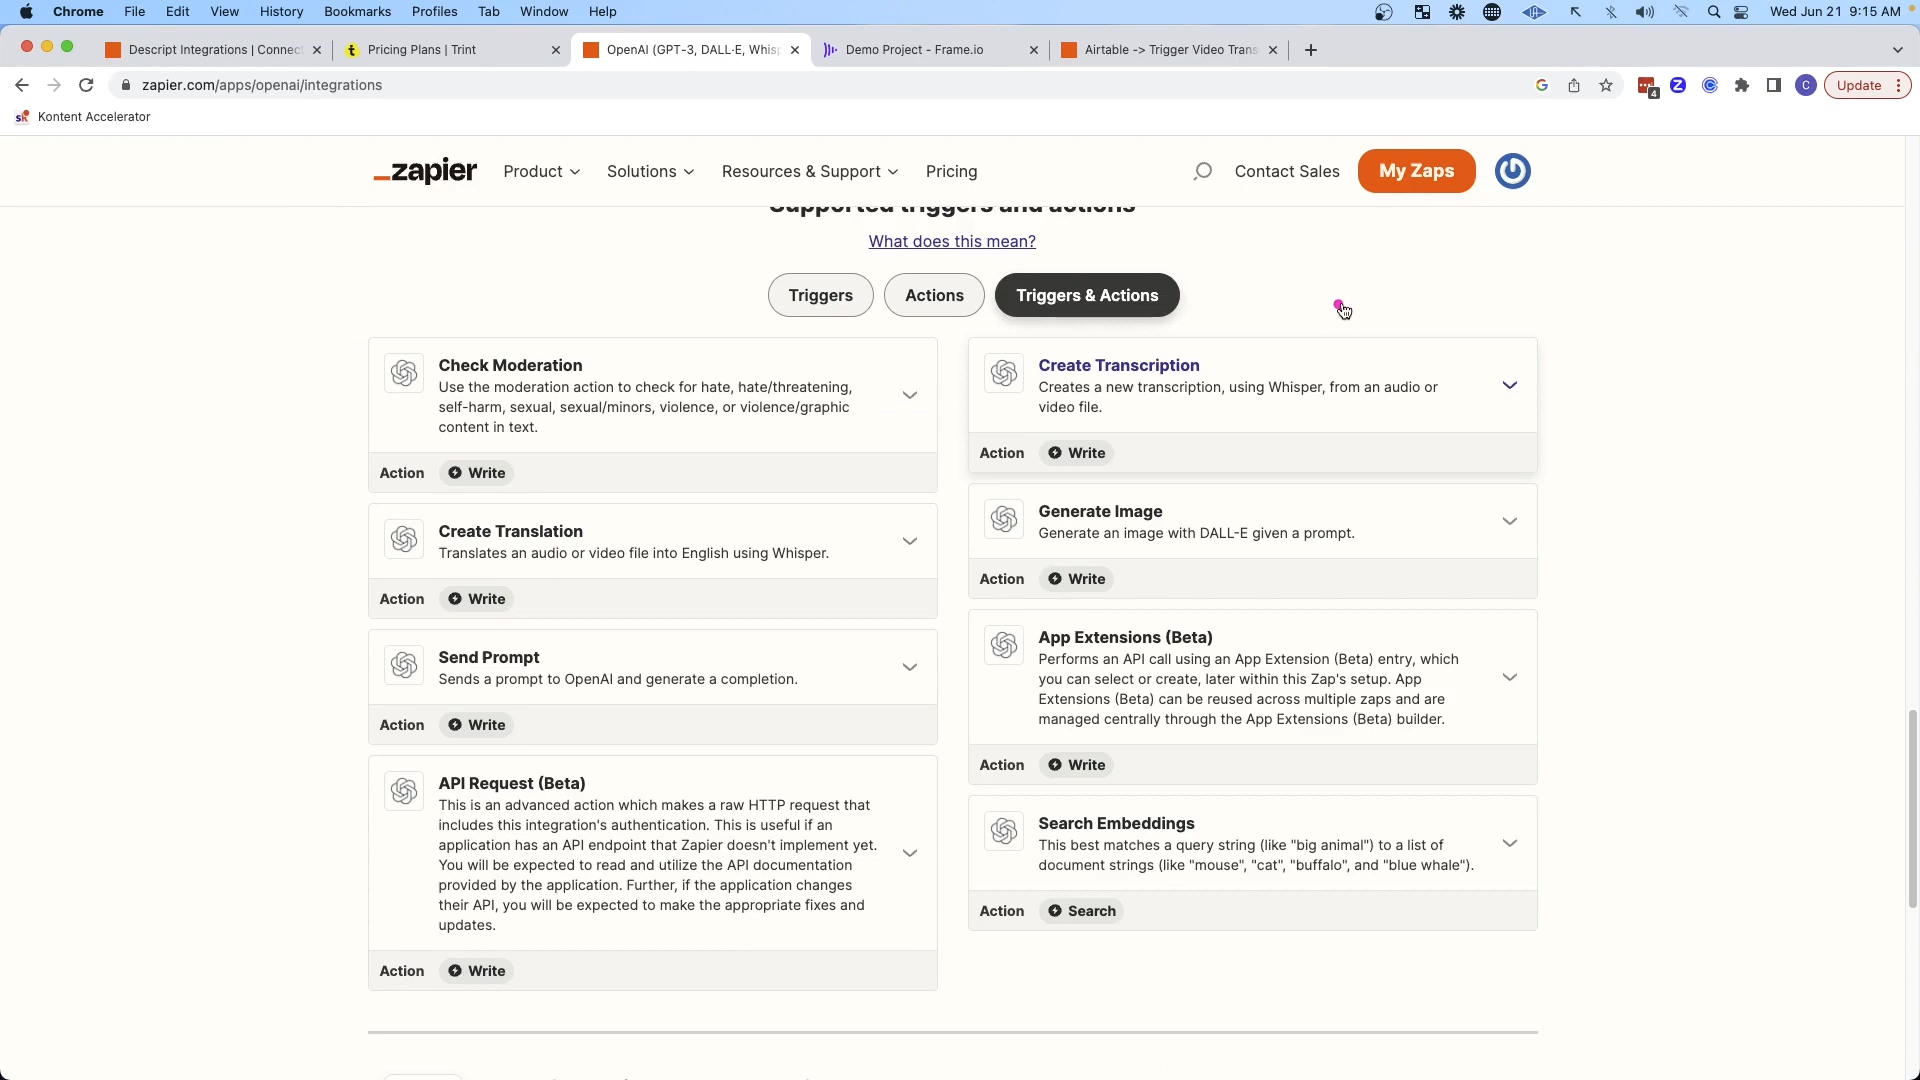 Chrome File Edit View History Bookmarks Profiles Tab Window Help Wed Jun 21 9:15 AM
Descript Integrations | Connect Pricing Plans | Trint OpenAI (GPT-3, DALL·E, Whisp Demo Project - Frame.io Airtable -> Trigger Video Trans
zapier.com/apps/openai/integrations 4 C Update
sk Kontent Accelerator
_zapier Product Solutions Resources & Support Pricing Contact Sales My Zaps
Supported triggers and actions
What does this mean?
Triggers Actions Triggers & Actions
Check Moderation
Use the moderation action to check for hate, hate/threatening,
self-harm, sexual, sexual/minors, violence, or violence/graphic
content in text.
Action Write
Create Transcription
Creates a new transcription, using Whisper, from an audio or
video file.
Action Write
Create Translation
Translates an audio or video file into English using Whisper.
Action Write
Generate Image
Generate an image with DALL-E given a prompt.
Action Write
Send Prompt
Sends a prompt to OpenAI and generate a completion.
Action Write
App Extensions (Beta)
Performs an API call using an App Extension (Beta) entry, which
you can select or create, later within this Zap's setup. App
Extensions (Beta) can be reused across multiple zaps and are
managed centrally through the App Extensions (Beta) builder.
Action Write
API Request (Beta)
This is an advanced action which makes a raw HTTP request that
includes this integration's authentication. This is useful if an
application has an API endpoint that Zapier doesn't implement yet.
You will be expected to read and utilize the API documentation
provided by the application. Further, if the application changes
their API, you will be expected to make the appropriate fixes and
updates.
Action Write
Search Embeddings
This best matches a query string (like "big animal") to a list of
document strings (like "mouse", "cat", "buffalo", and "blue whale").
Action Search